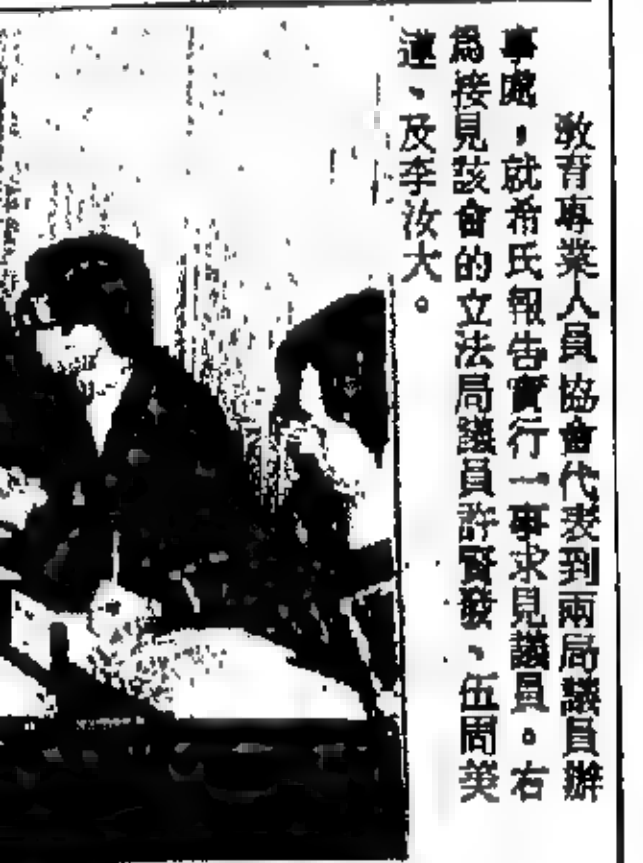 教育專業人員協會代表到兩局議員辦
事處，就希氏報告實行一事求見議員。右
為接見該會的立法局議員許賢發、伍周美
蓮、及李汝大。